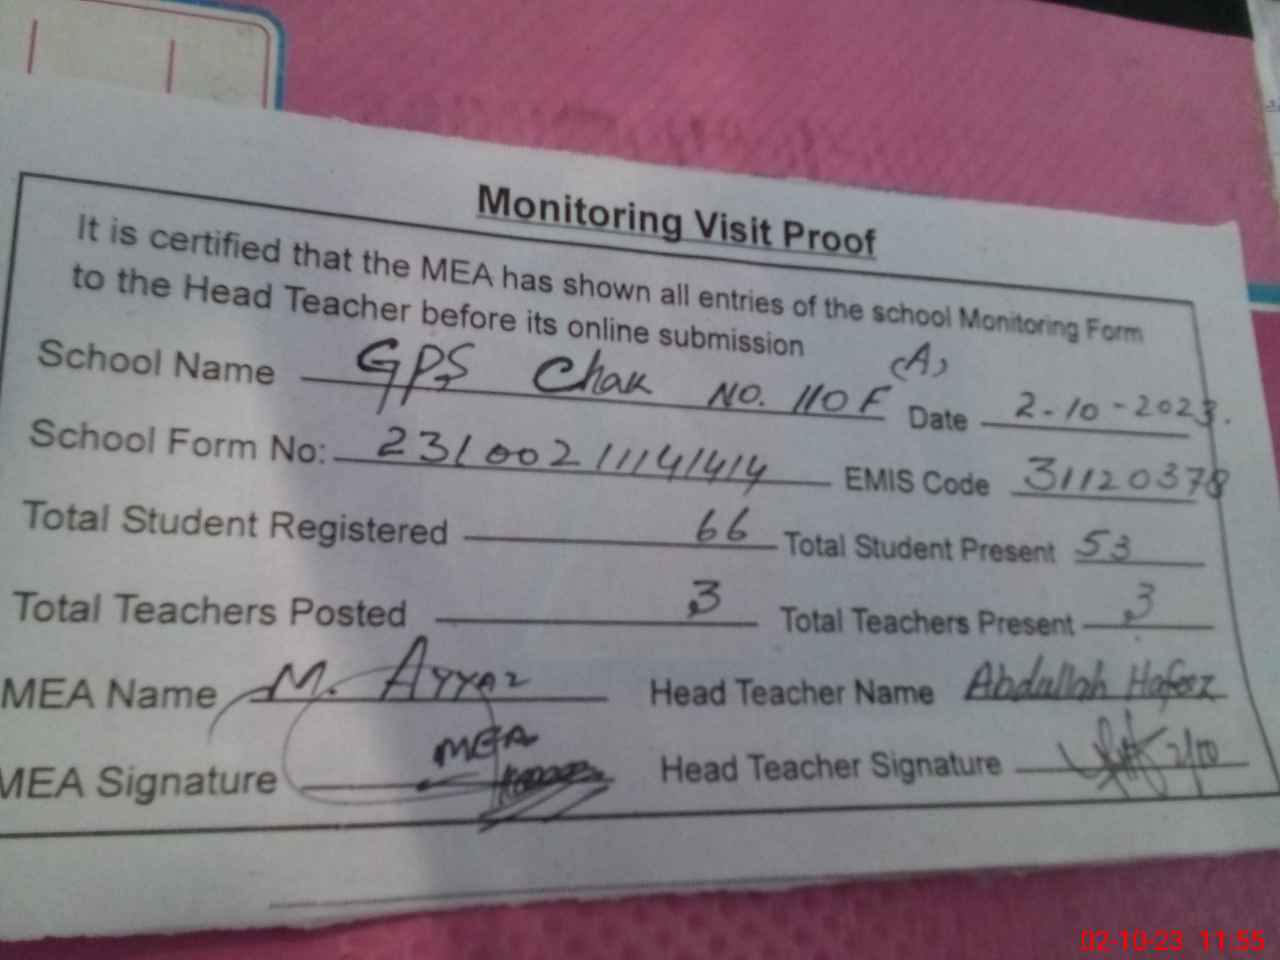 Monitoring Visit Proof
It is certified that the MEA has shown all entries of the school Monitoring Form
to the Head Teacher before its online submission
School Name GPS Chak NO. 110 F (A) Date 2-10-2023.
School Form No: 23100211141414 EMIS Code 31120378
Total Student Registered 66 Total Student Present 53
Total Teachers Posted 3 Total Teachers Present 3
MEA Name M. Ayyaz Head Teacher Name Abdullah Hafeez
MEA Signature MEA Head Teacher Signature 2/10
02-10-23 11:55